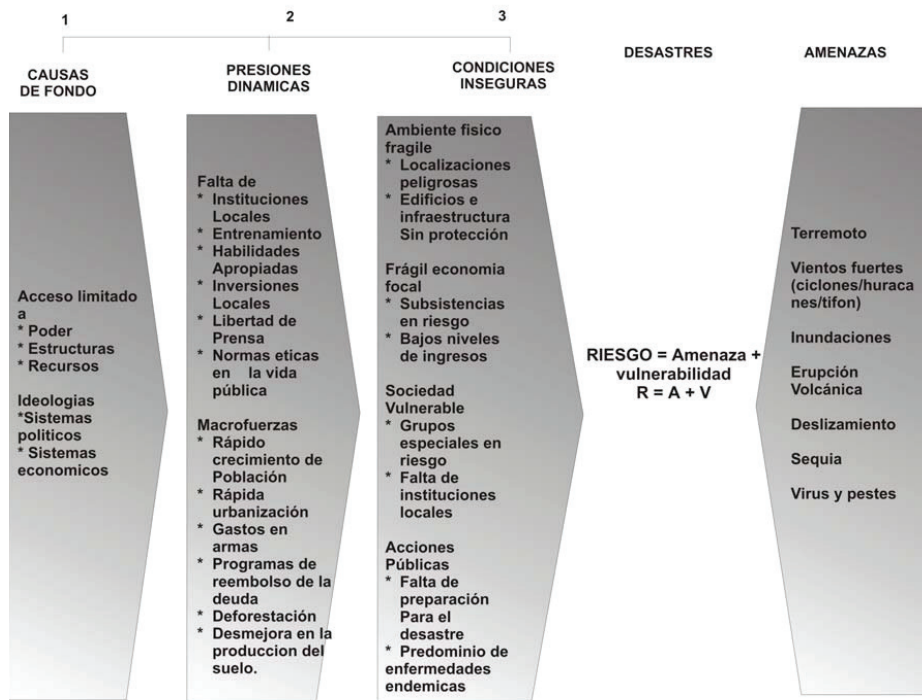 1
2
3
CAUSAS
DE FONDO
PRESIONES
DINAMICAS
CONDICIONES
INSEGURAS
DESASTRES
AMENAZAS
Acceso limitado
a
* Poder
* Estructuras
* Recursos
Ideologias
*Sistemas
politicos
* Sistemas
economicos
Falta de
* Instituciones
Locales
* Entrenamiento
* Habilidades
Apropiadas
* Inversiones
Locales
* Libertad de
Prensa
* Normas eticas
en la vida
pública
Macrofuerzas
* Rápido
crecimiento de
Población
* Rápida
urbanización
* Gastos en
armas
* Programas de
reembolso de la
deuda
* Deforestación
* Desmejora en la
produccion del
suelo.
Ambiente fisico
fragile
* Localizaciones
peligrosas
* Edificios e
infraestructura
Sin protección
Frágil economia
focal
* Subsistencias
en riesgo
* Bajos niveles
de ingresos
Sociedad
Vulnerable
* Grupos
especiales en
riesgo
* Falta de
instituciones
locales
Acciones
Públicas
* Falta de
preparación
Para el
desastre
* Predominio de
enfermedades
endemicas
RIESGO = Amenaza +
vulnerabilidad
R = A + V
Terremoto
Vientos fuertes
(ciclones/huraca
nes/tifon)
Inundaciones
Erupción
Volcánica
Deslizamiento
Sequia
Virus y pestes